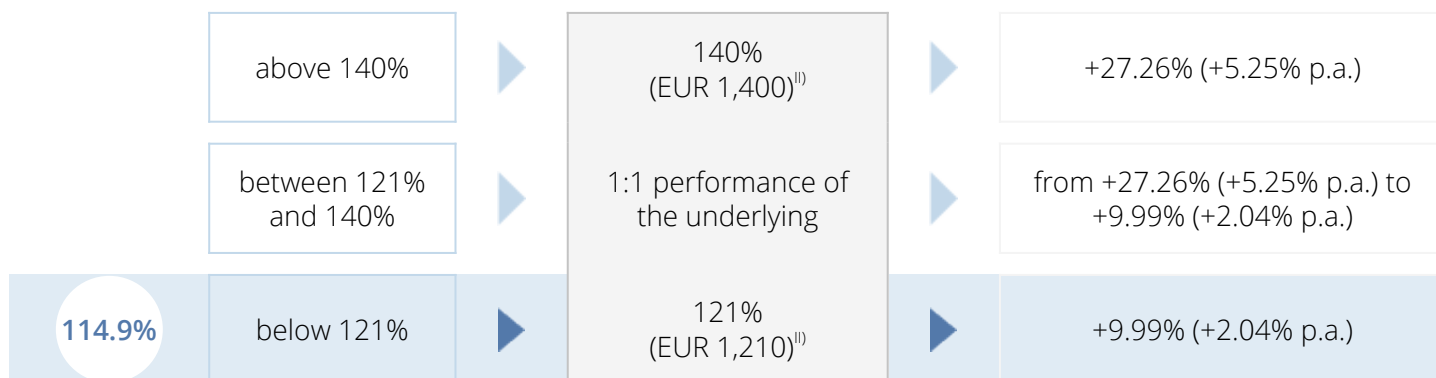 above 140%
140%
(EUR 1,400)II)
+27.26% (+5.25% p.a.)
between 121%
and 140%
1:1 performance of
the underlying
from +27.26% (+5.25% p.a.) to
+9.99% (+2.04% p.a.)
114.9%
below 121%
121%
(EUR 1,210)II)
+9.99% (+2.04% p.a.)